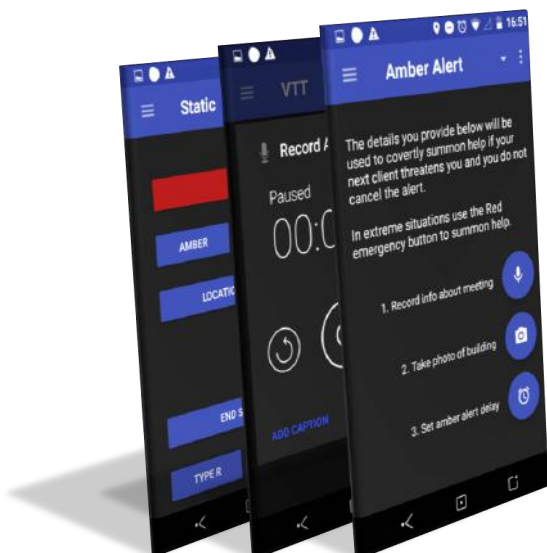 Static
AMBER
LOCATIO
END S
TYPE R
VTT
Record A
Paused
00:0
ADD CAPTION
16:51
Amber Alert
The details you provide below will be
used to covertly summon help if your
next client threatens you and you do not
cancel the alert.
In extreme situations use the Red
emergency button to summon help.
1. Record info about meeting
2. Take photo of building
3. Set amber alert delay